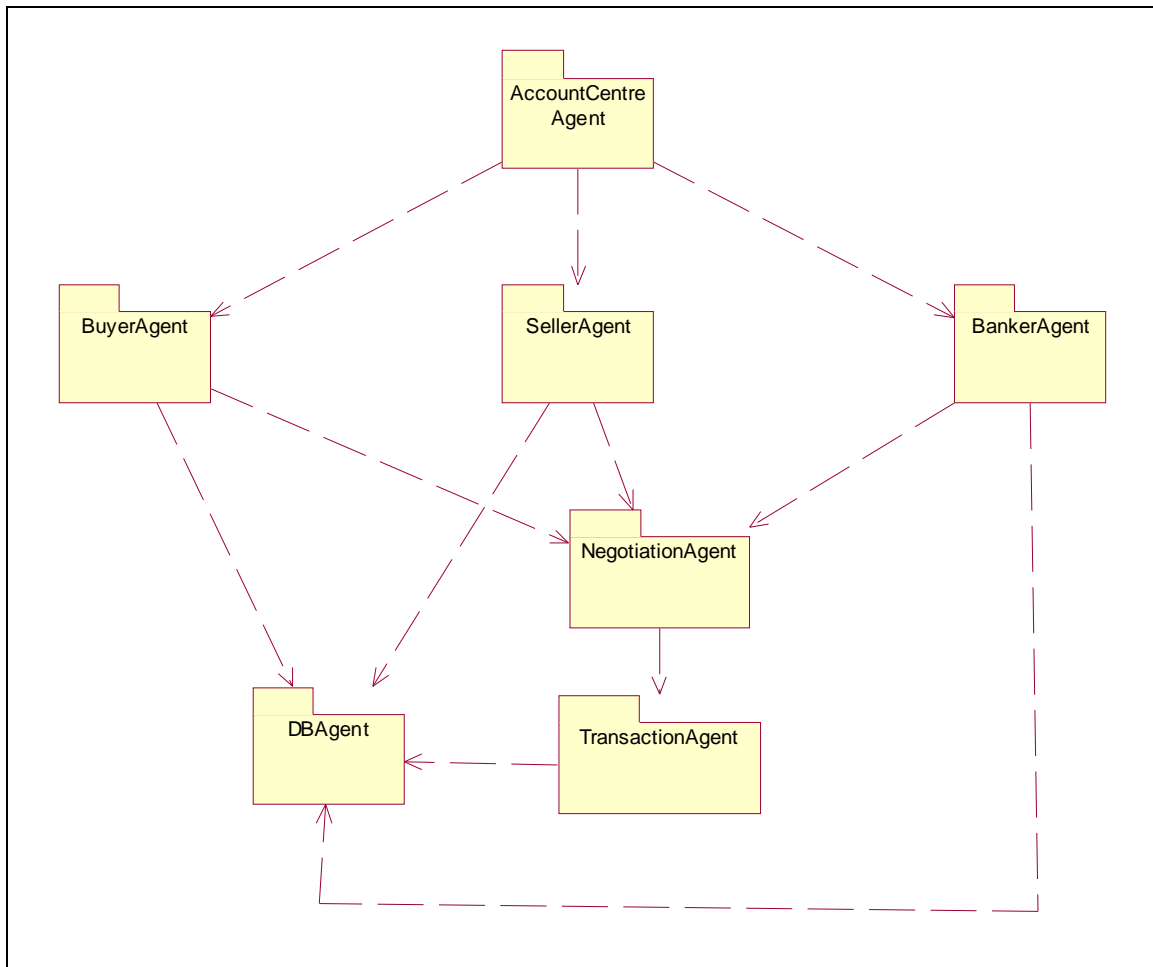 AccountCentre
Agent
BuyerAgent
SellerAgent
BankerAgent
NegotiationAgent
DBAgent
TransactionAgent